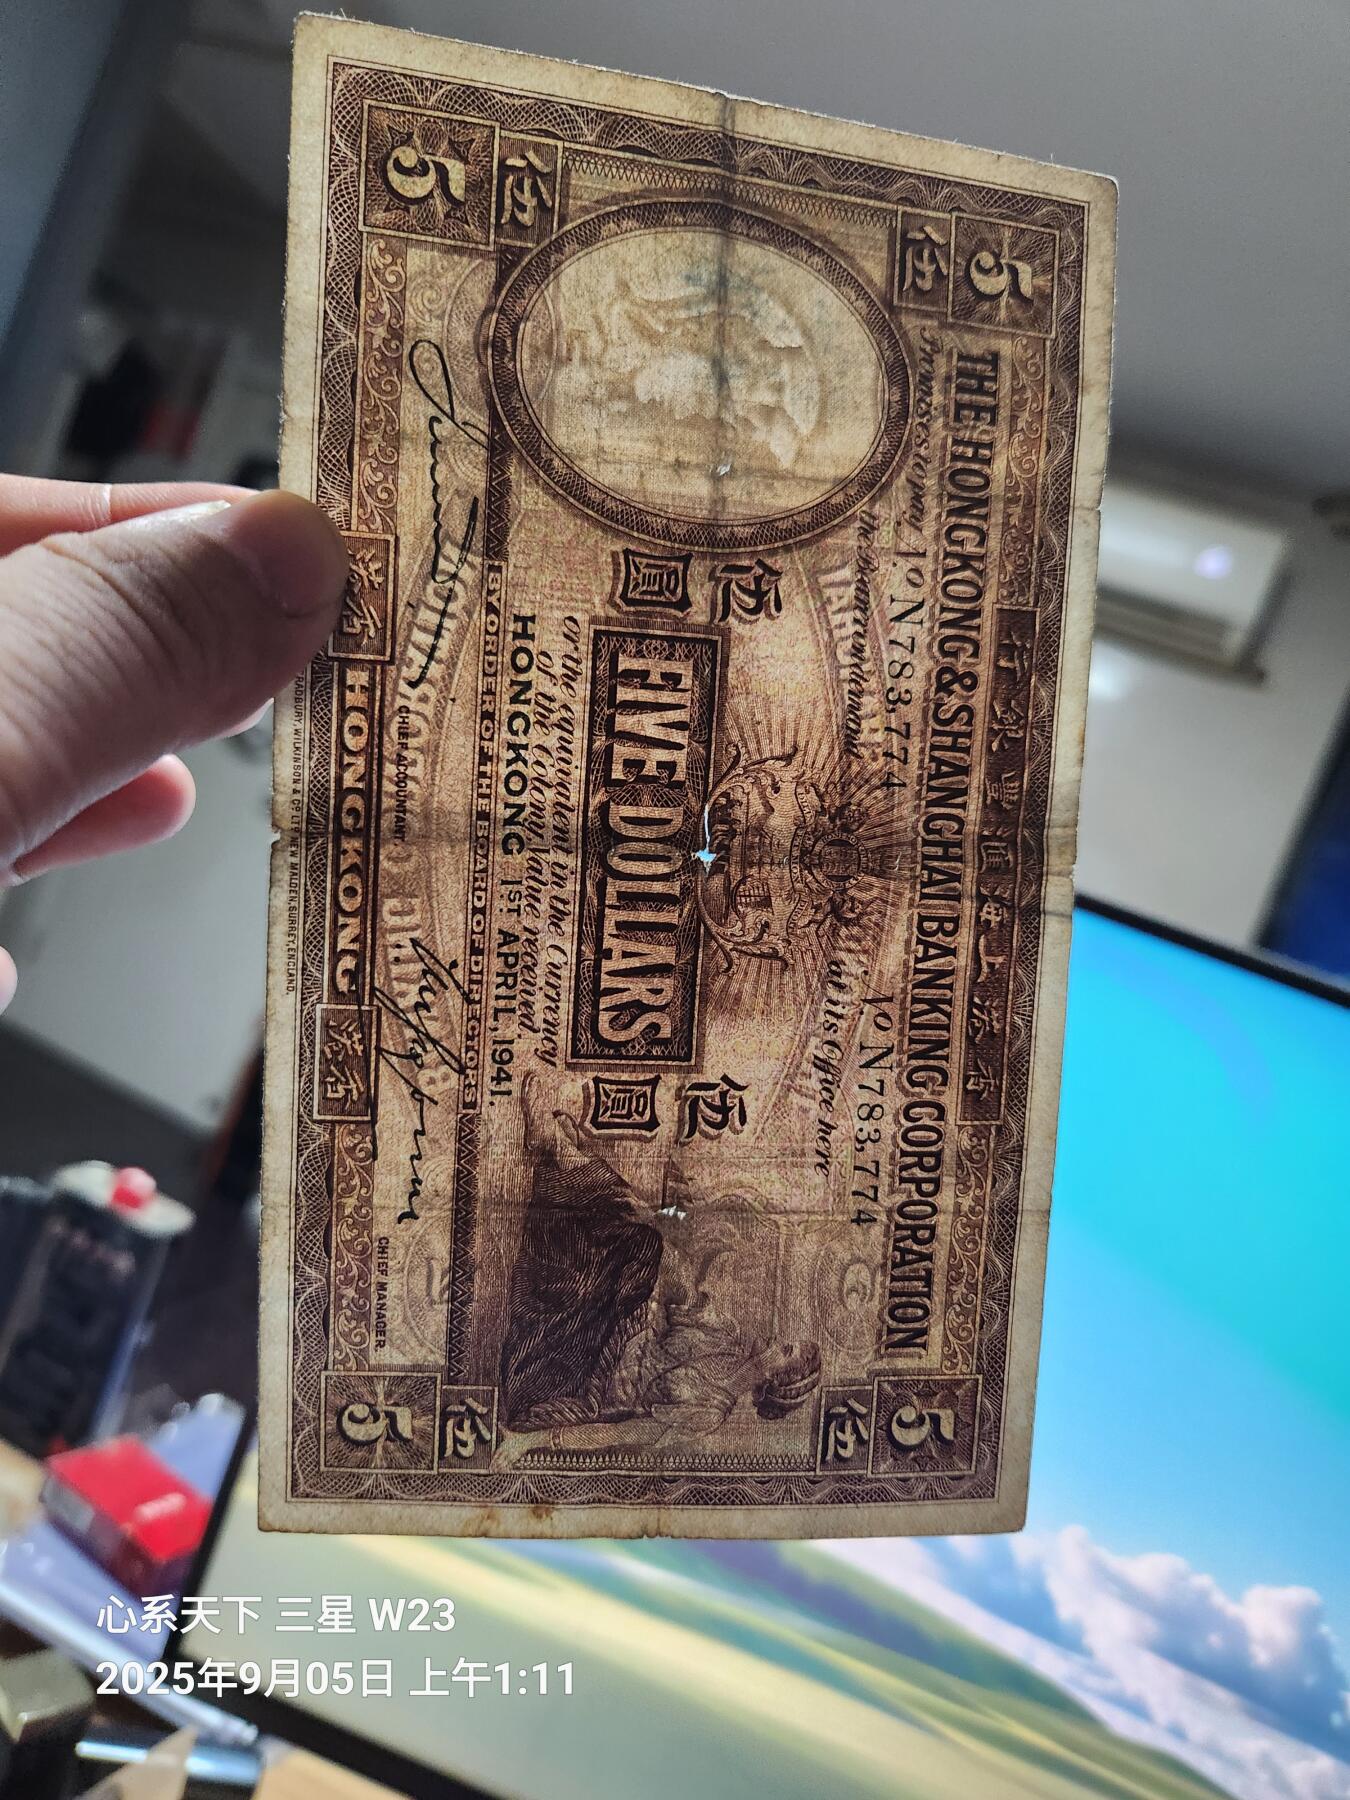 5 伍 伍 5
THE HONGKONG & SHANGHAI BANKING CORPORATION
行銀豐滙海上港香
Promises to pay
the Bearer on demand
at its Office here
No N783,774
No N783,774
伍圓
FIVE DOLLARS
伍圓
or the equivalent in the Currency
of the Colony, Value received.
HONGKONG 1ST APRIL, 1941.
BY ORDER OF THE BOARD OF DIRECTORS
CHIEF ACCOUNTANT.
CHIEF MANAGER.
港香
HONG KONG
港香
5 伍 伍 5
BRADBURY, WILKINSON & Co LTD NEW MALDEN, SURREY, ENGLAND.
心系天下 三星 W23
2025年9月05日 上午1:11